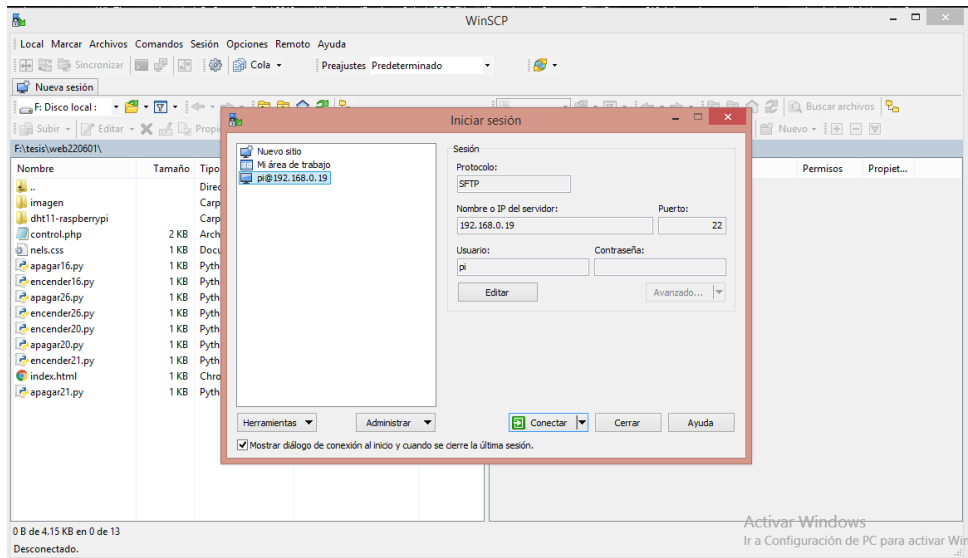 WinSCP
Local Marcar Archivos Comandos Sesión Opciones Remoto Ayuda
Sincronizar Cola Preajustes Predeterminado
Nueva sesión
F: Disco local: Buscar archivos
Subir Editar Propi Nuevo
F:\tesis\web220601\
Nombre Tamaño Tipo Permisos Propiet...
.. Direc
imagen Carp
dht11-raspberrypi Carp
control.php 2 KB Arch
nels.css 1 KB Docu
apagar16.py 1 KB Pyth
encender16.py 1 KB Pyth
apagar26.py 1 KB Pyth
encender26.py 1 KB Pyth
encender20.py 1 KB Pyth
apagar20.py 1 KB Pyth
encender21.py 1 KB Pyth
index.html 1 KB Chro
apagar21.py 1 KB Pyth
Iniciar sesión
Nuevo sitio
Mi área de trabajo
pi@192.168.0.19
Sesión
Protocolo:
SFTP
Nombre o IP del servidor: Puerto:
192.168.0.19 22
Usuario: Contraseña:
pi
Editar Avanzado...
Herramientas Administrar Conectar Cerrar Ayuda
Mostrar diálogo de conexión al inicio y cuando se cierre la última sesión.
Activar Windows
Ir a Configuración de PC para activar Win
0 B de 4.15 KB en 0 de 13
Desconectado.